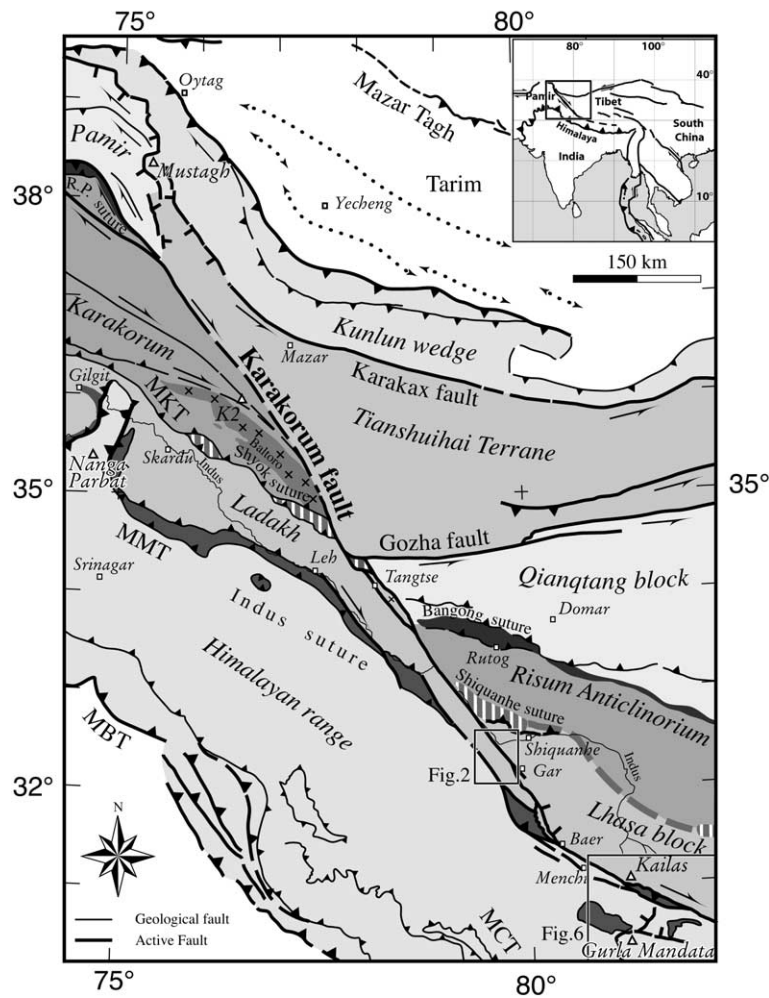 75°
80°
80°
100°
40°
Pamir
Tibet
South
China
Himalaya
India
10°
Oytag
Mazar Tagh
Pamir
Mustagh
Tarim
38°
R.P. suture
Yecheng
150 km
Kunlun wedge
Karakorum
Mazar
Karakorum fault
Karakax fault
Gilgit
MKT
K2
Tianshuihai Terrane
Baltoro
Shyok suture
Nanga
Parbat
Skardu
Indus
35°
35°
Ladakh
Gozha fault
MMT
Leh
Tangtse
Srinagar
Qianqtang block
Indus suture
Bangong suture
Domar
Rutog
Himalayan range
Risum Anticlinorium
Shiquanhe suture
MBT
Shiquanhe
Indus
Fig.2
Gar
32°
Lhasa block
N
Baer
Kailas
Menchi
Geological fault
Active Fault
MCT
Fig.6
Gurla Mandata
75°
80°